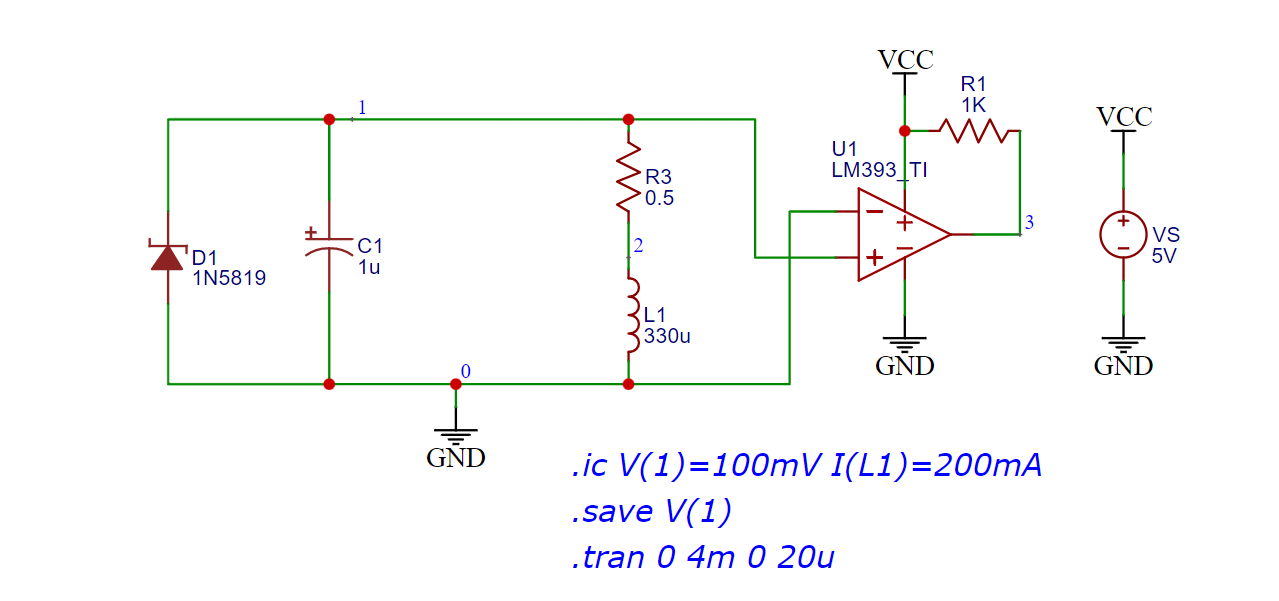 VCC
R1
1K
VCC
1
U1
LM393_TI
R3
0.5
3
VS
5V
2
C1
1u
D1
1N5819
L1
330u
GND
GND
0
GND
.ic V(1)=100mV I(L1)=200mA
.save V(1)
.tran 0 4m 0 20u